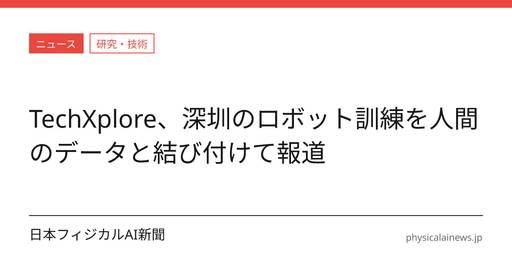 ニュース 研究・技術
TechXplore、深圳のロボット訓練を人間
のデータと結び付けて報道
日本フィジカルAI新聞 physicalainews.jp